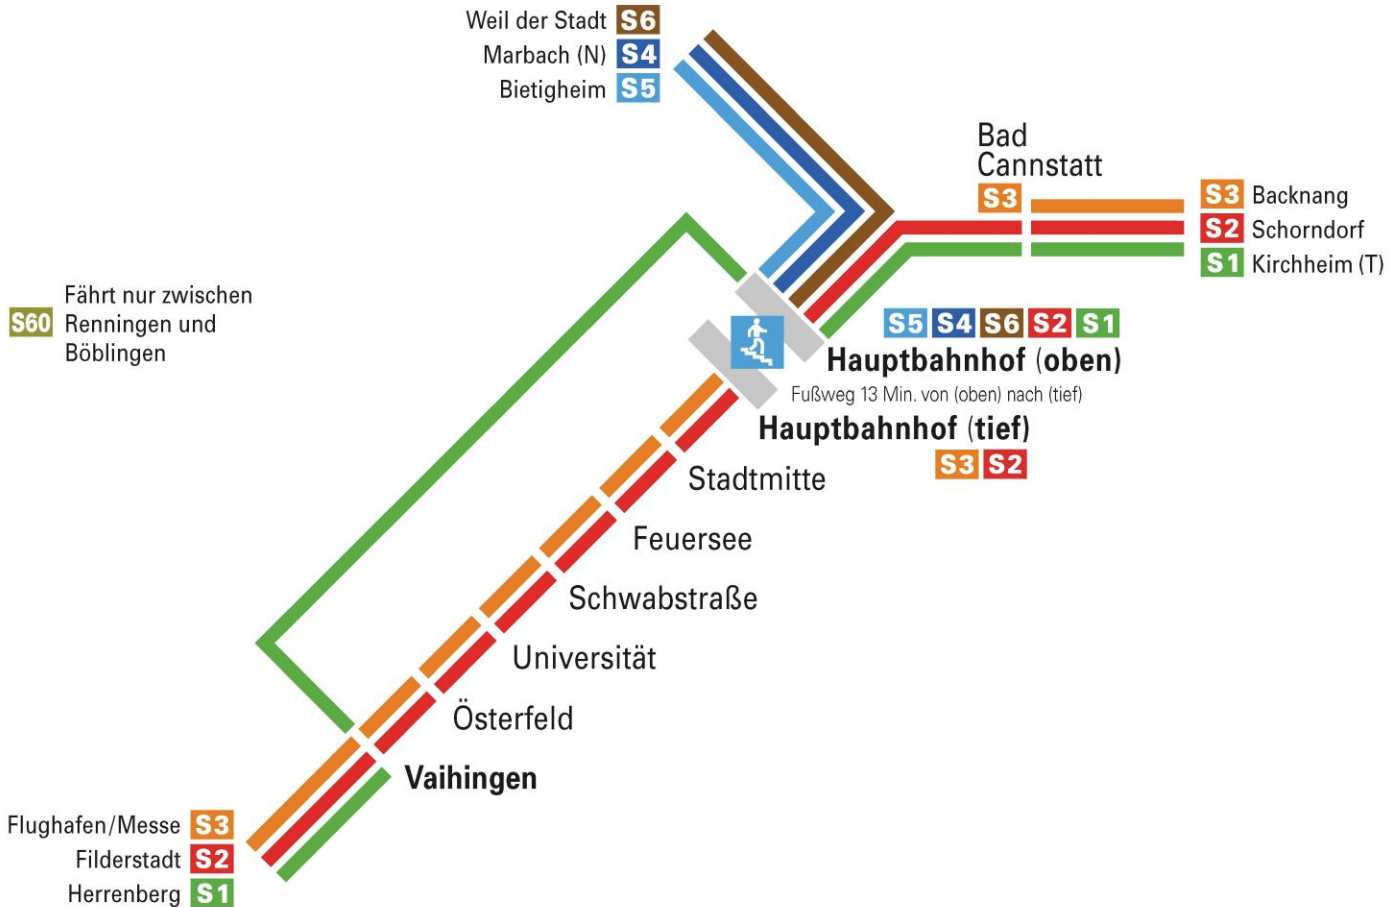 Weil der Stadt S6
Marbach (N) S4
Bietigheim S5
Bad
Cannstatt
S3
S3 Backnang
S2 Schorndorf
S1 Kirchheim (T)
Fährt nur zwischen
S60 Renningen und
Böblingen
S5 S4 S6 S2 S1
Hauptbahnhof (oben)
Fußweg 13 Min. von (oben) nach (tief)
Hauptbahnhof (tief)
S3 S2
Stadtmitte
Feuersee
Schwabstraße
Universität
Österfeld
Vaihingen
Flughafen/Messe S3
Filderstadt S2
Herrenberg S1